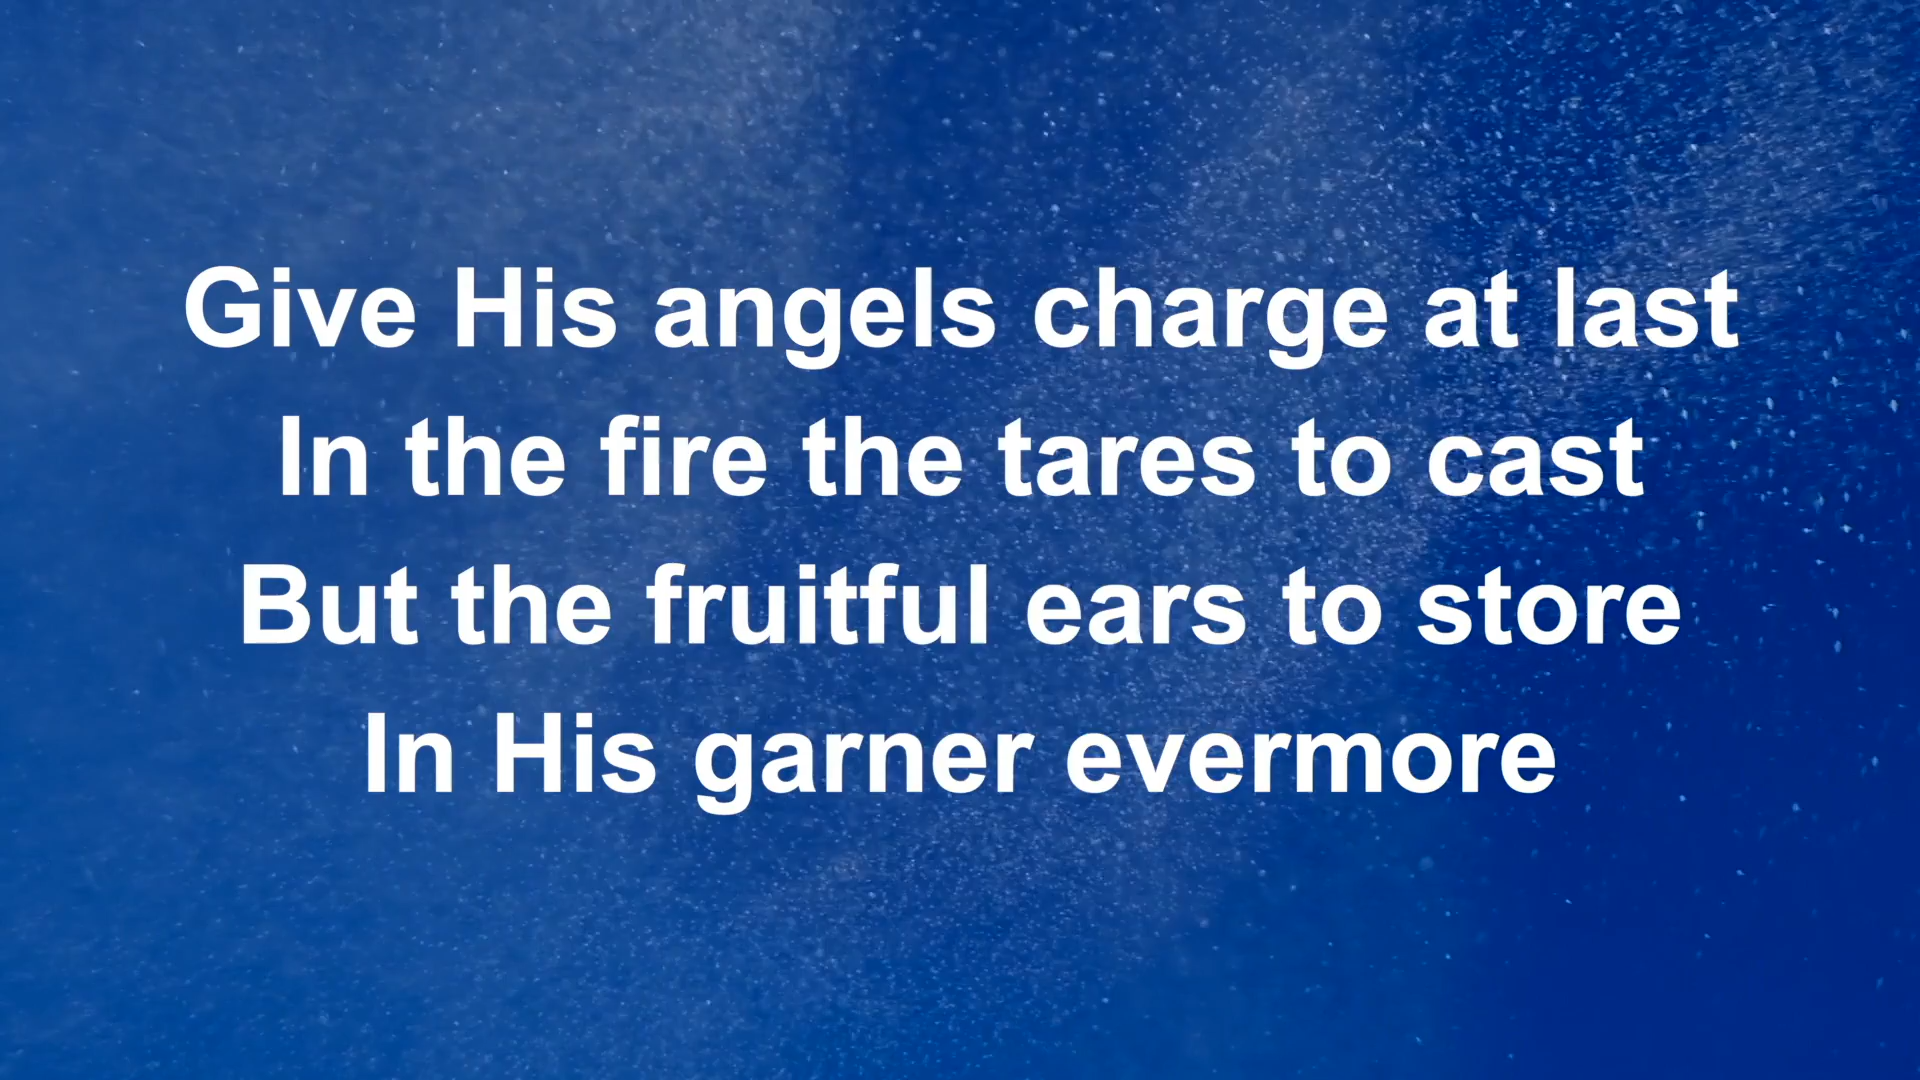 Give His angels charge at last
In the fire the tares to cast
But the fruitful ears to store
In His garner evermore